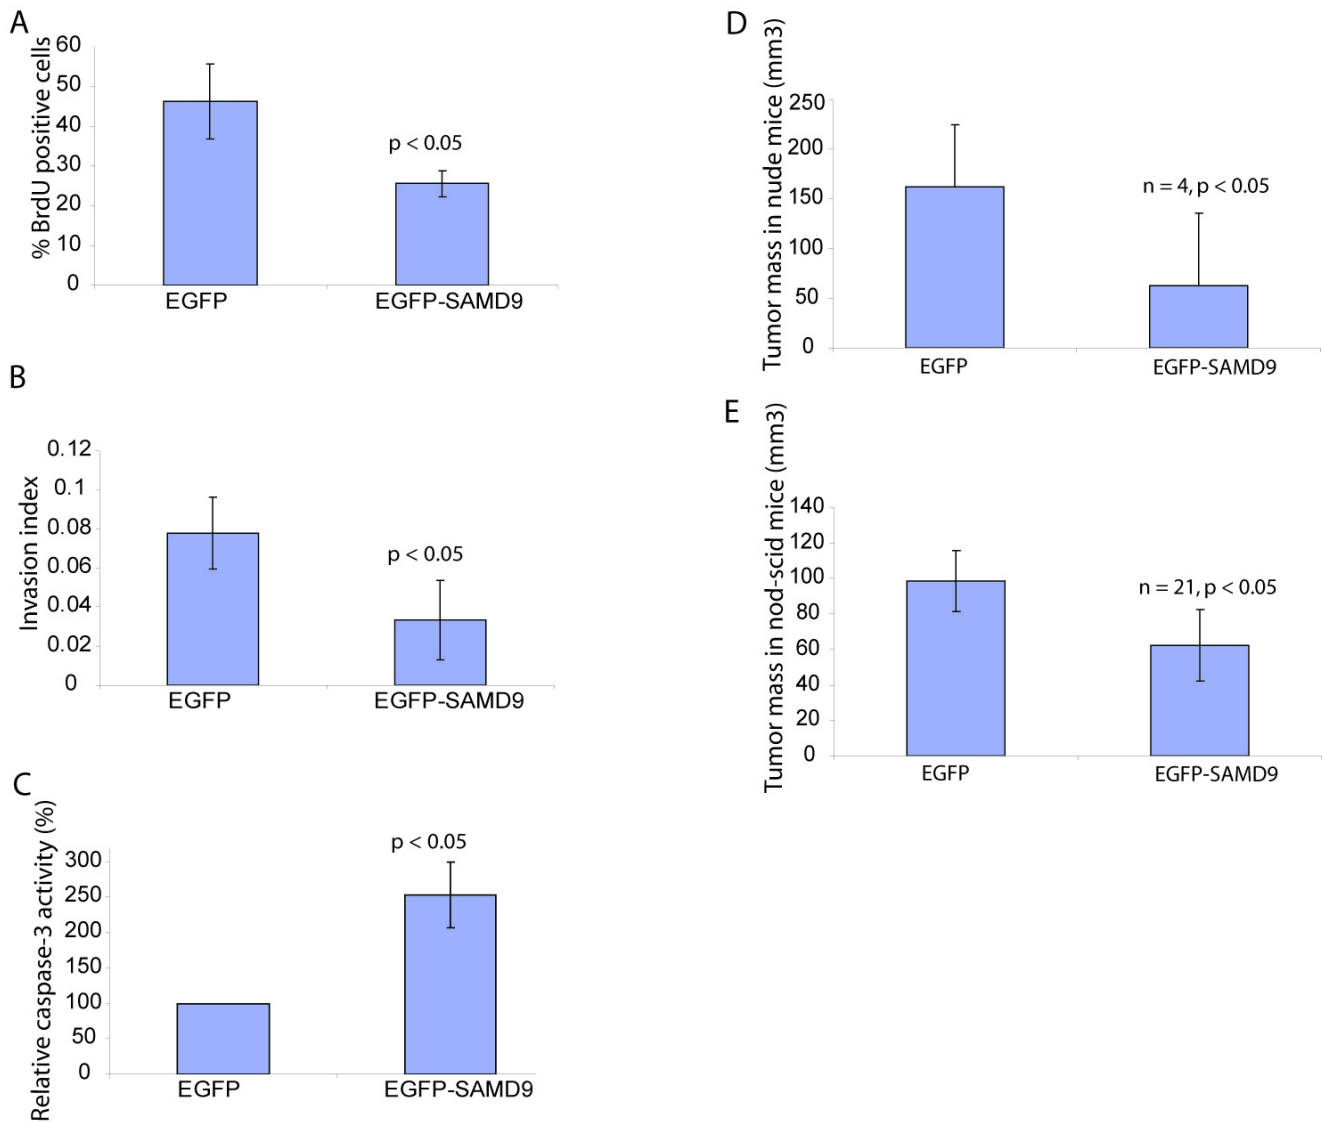 A
% BrdU positive cells
60
50
40
30
20
10
0
p < 0.05
EGFP
EGFP-SAMD9
B
Invasion index
0.12
0.1
0.08
0.06
0.04
0.02
0
p < 0.05
EGFP
EGFP-SAMD9
C
Relative caspase-3 activity (%)
300
250
200
150
100
50
0
p < 0.05
EGFP
EGFP-SAMD9
D
Tumor mass in nude mice (mm3)
250
200
150
100
50
0
n = 4, p < 0.05
EGFP
EGFP-SAMD9
E
Tumor mass in nod-scid mice (mm3)
140
120
100
80
60
40
20
0
n = 21, p < 0.05
EGFP
EGFP-SAMD9